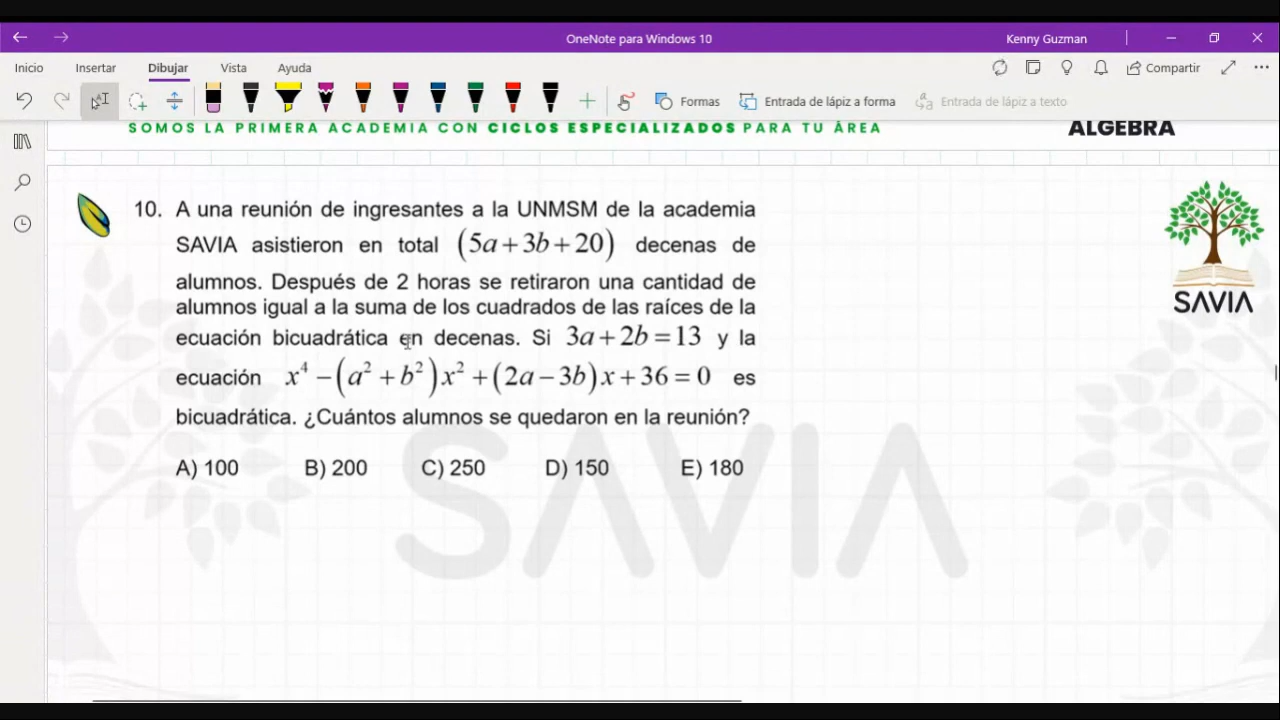 OneNote para Windows 10
Kenny Guzman
Inicio Insertar Dibujar Vista Ayuda
Compartir
Formas Entrada de lápiz a forma Entrada de lápiz a texto
SOMOS LA PRIMERA ACADEMIA CON CICLOS ESPECIALIZADOS PARA TU ÁREA
ALGEBRA
10. A una reunión de ingresantes a la UNMSM de la academia
SAVIA asistieron en total (5a+3b+20) decenas de
alumnos. Después de 2 horas se retiraron una cantidad de
alumnos igual a la suma de los cuadrados de las raíces de la
ecuación bicuadrática en decenas. Si 3a+2b=13 y la
ecuación x⁴−(a²+b²)x²+(2a−3b)x+36=0 es
bicuadrática. ¿Cuántos alumnos se quedaron en la reunión?
A) 100 B) 200 C) 250 D) 150 E) 180
SAVIA
SAVIA